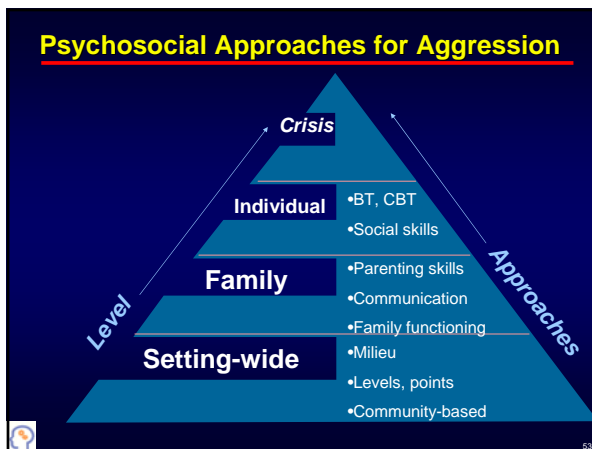 Psychosocial Approaches for Aggression
Crisis
Individual
•BT, CBT
•Social skills
Family
•Parenting skills
•Communication
•Family functioning
Setting-wide
•Milieu
•Levels, points
•Community-based
Level
Approaches
53